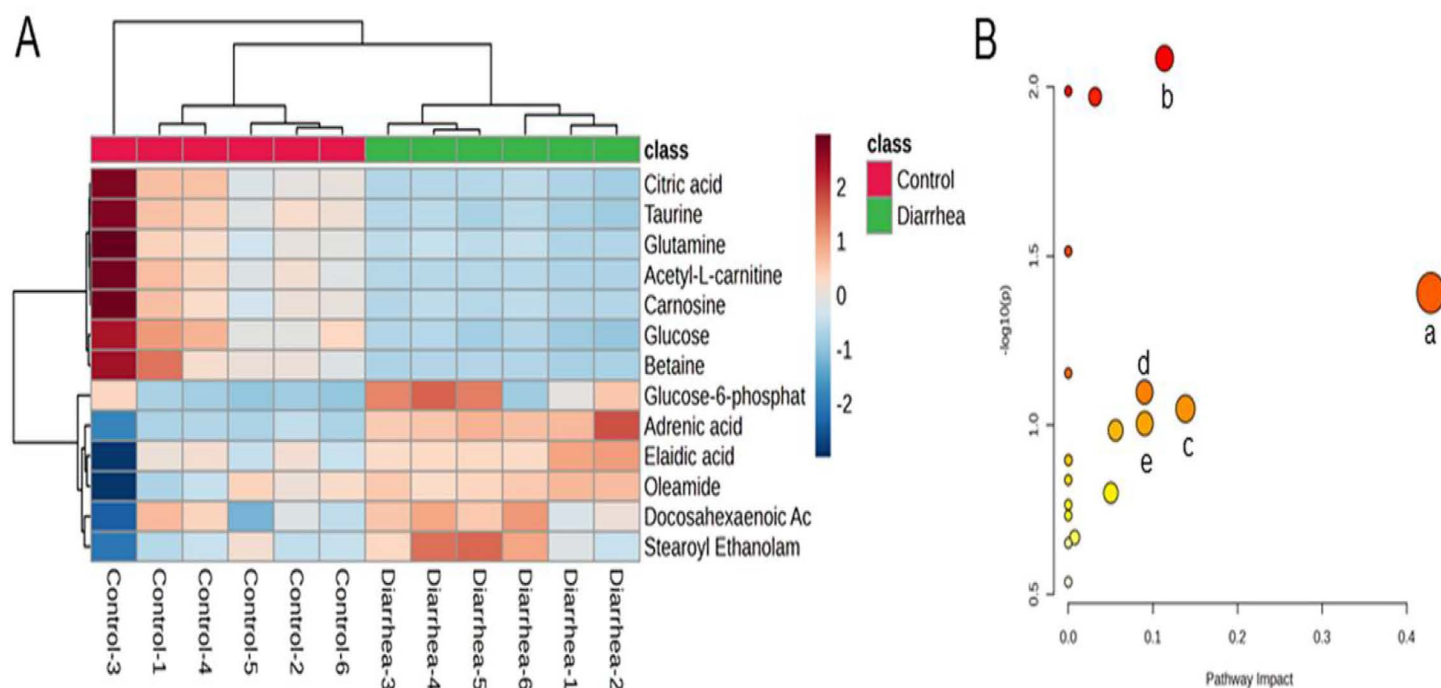 A
class
Citric acid
Taurine
Glutamine
Acetyl-L-carnitine
Carnosine
Glucose
Betaine
Glucose-6-phosphat
Adrenic acid
Elaidic acid
Oleamide
Docosahexaenoic Ac
Stearoyl Ethanolam
Control-3
Control-1
Control-4
Control-5
Control-2
Control-6
Diarrhea-3
Diarrhea-4
Diarrhea-5
Diarrhea-6
Diarrhea-1
Diarrhea-2
2
1
0
-1
-2
class
Control
Diarrhea
B
-log10(p)
2.0
1.5
1.0
0.5
b
a
d
c
e
0.0 0.1 0.2 0.3 0.4
Pathway Impact